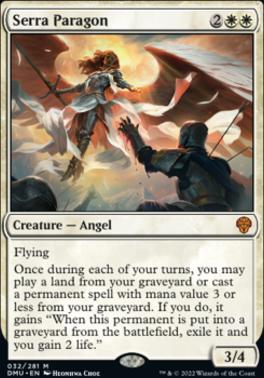 Serra Paragon 2
Creature — Angel
Flying
Once during each of your turns, you may
play a land from your graveyard or cast
a permanent spell with mana value 3 or
less from your graveyard. If you do, it
gains “When this permanent is put into a
graveyard from the battlefield, exile it and
you gain 2 life.”
3/4
032/281 M
DMU • EN HEONHWA CHOE
™ & © 2022 Wizards of the Coast